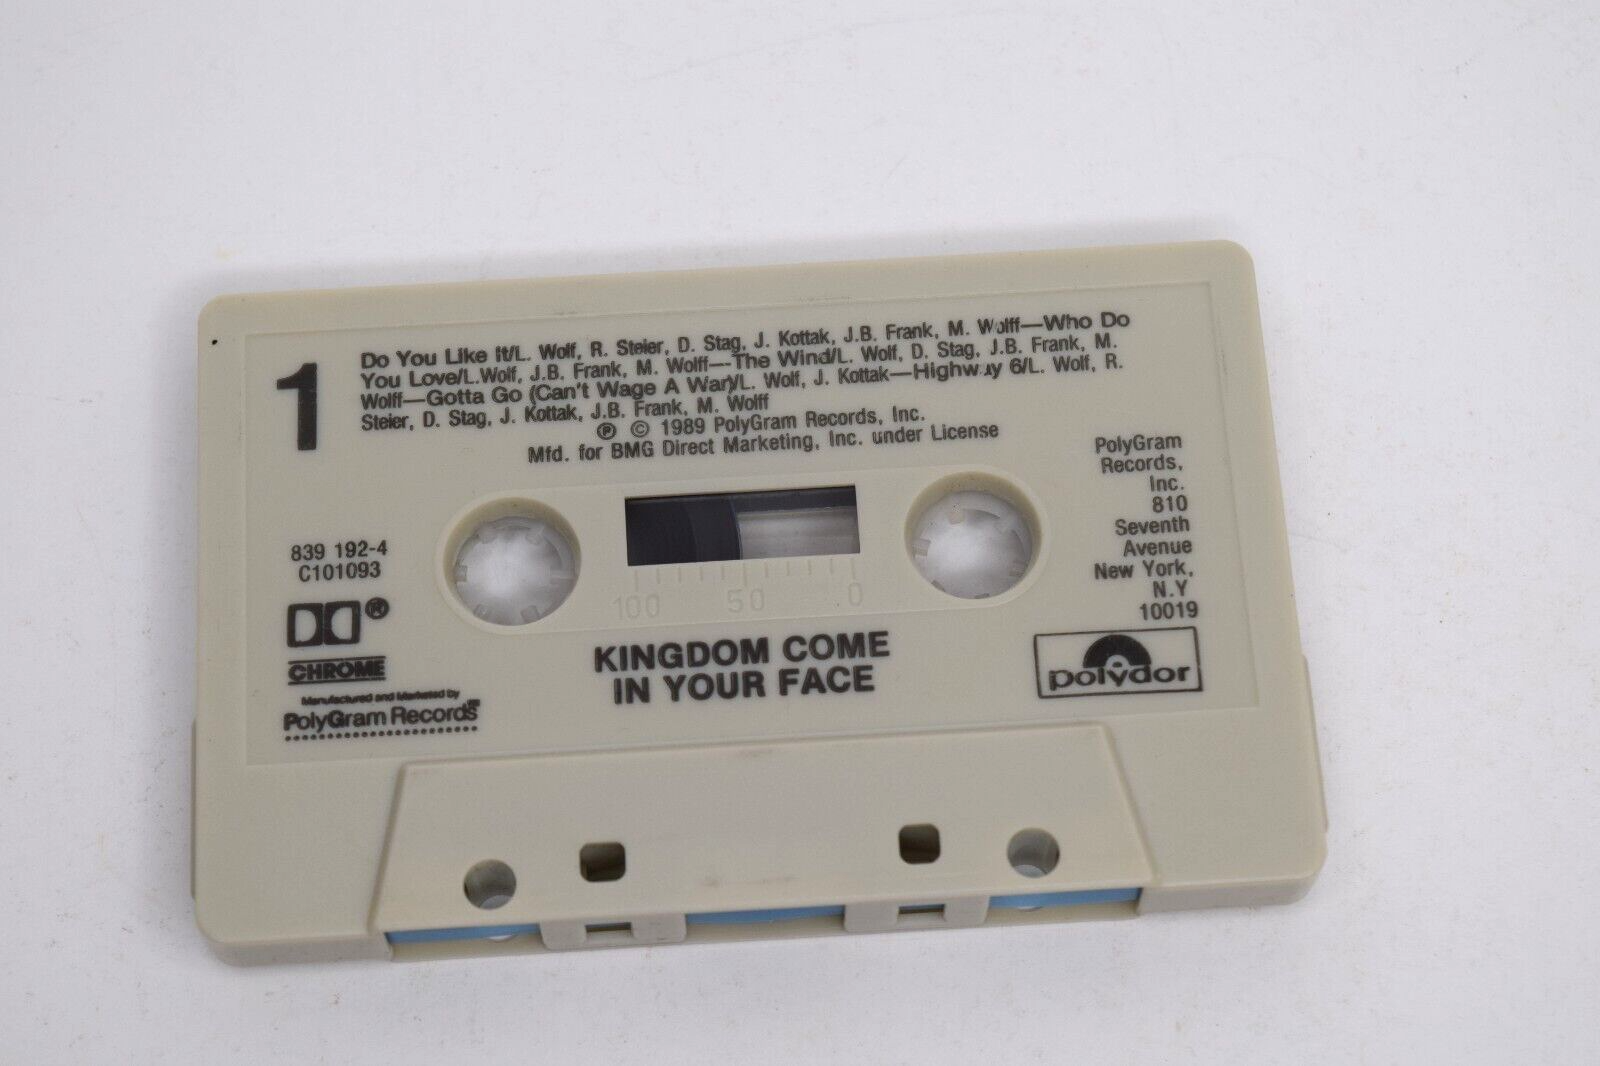 1
Do You Like It/L. Wolf, R. Steier, D. Stag, J. Kottak, J.B. Frank, M. Wolff—Who Do
You Love/L.Wolf, J.B. Frank, M. Wolff—The Wind/L. Wolf, D. Stag, J.B. Frank, M.
Wolff—Gotta Go (Can't Wage A War)/L. Wolf, J. Kottak—Highway 6/L. Wolf, R.
Steier, D. Stag, J. Kottak, J.B. Frank, M. Wolff
℗ © 1989 PolyGram Records, Inc.
Mfd. for BMG Direct Marketing, Inc. under License
839 192-4
C101093
®
CHROME
Manufactured and Marketed by
PolyGram Records
100 50 0
KINGDOM COME
IN YOUR FACE
PolyGram
Records,
Inc.
810
Seventh
Avenue
New York,
N.Y
10019
polydor